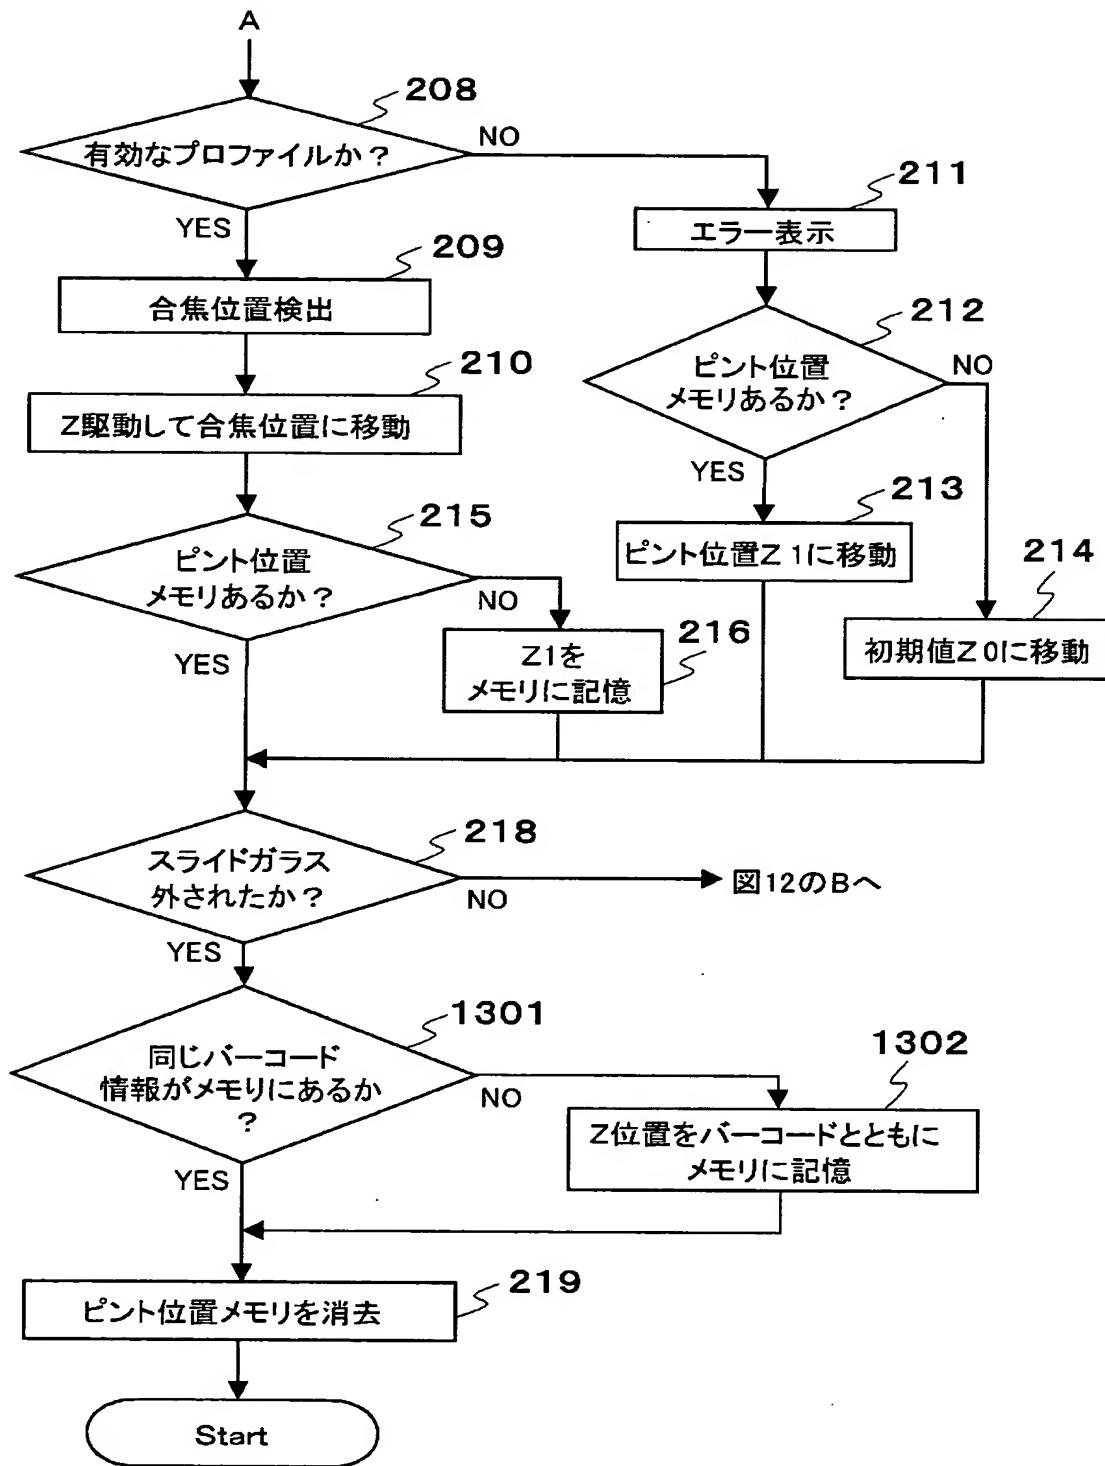 A
208
有効なプロファイルか？
NO
YES
211
エラー表示
209
合焦位置検出
212
ピント位置
メモリあるか？
NO
YES
210
Z駆動して合焦位置に移動
213
ピント位置Z1に移動
215
ピント位置
メモリあるか？
NO
YES
214
初期値Z0に移動
216
Z1を
メモリに記憶
218
スライドガラス
外されたか？
NO
図12のBへ
YES
1301
同じバーコード
情報がメモリにあるか
？
NO
YES
1302
Z位置をバーコードとともに
メモリに記憶
219
ピント位置メモリを消去
Start